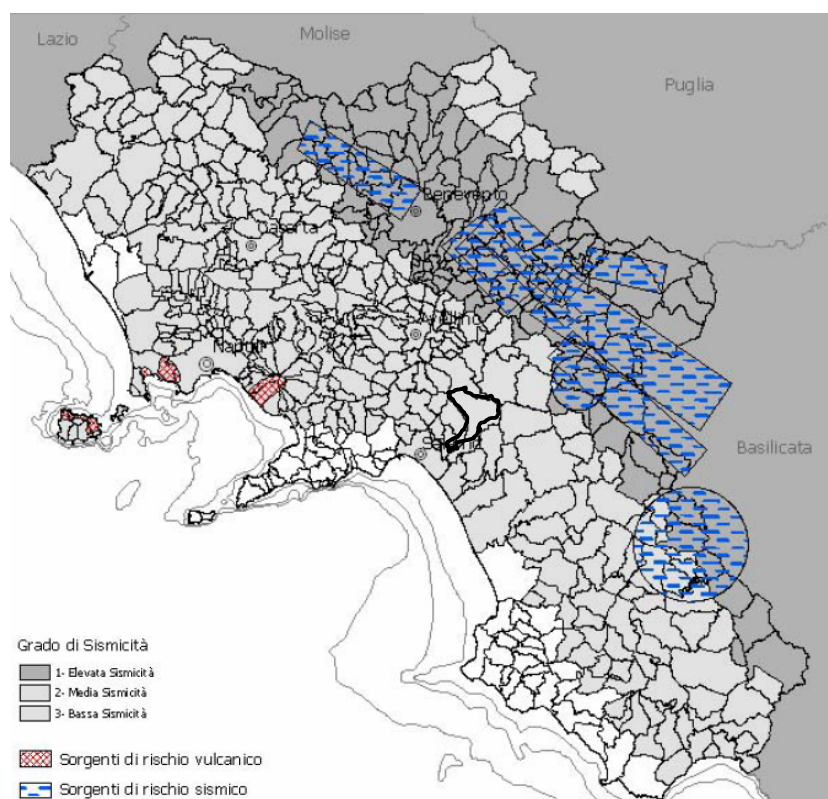 Lazio
Molise
Puglia
Benevento
Caserta
Avellino
Napoli
Salerno
Basilicata
Grado di Sismicità
1- Elevata Sismicità
2- Media Sismicità
3- Bassa Sismicità
Sorgenti di rischio vulcanico
Sorgenti di rischio sismico